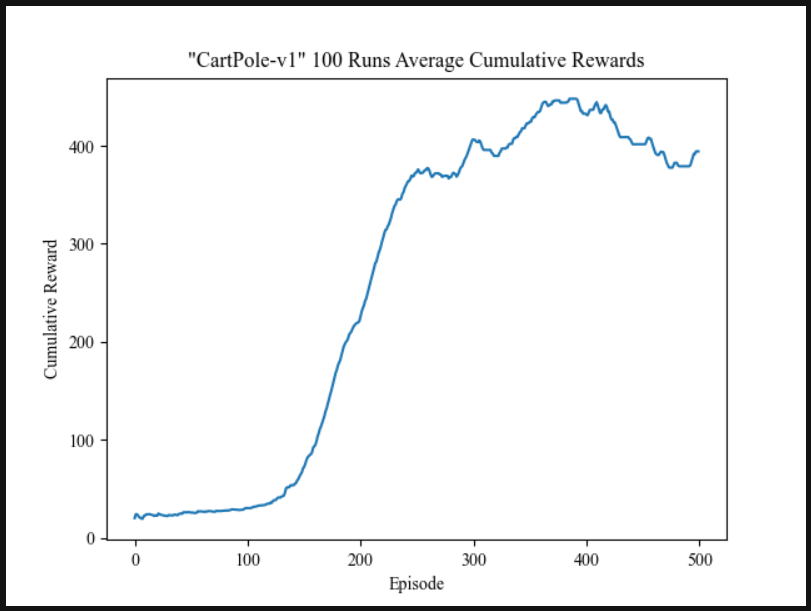 "CartPole-v1" 100 Runs Average Cumulative Rewards
400
300
200
100
0
Cumulative Reward
0 100 200 300 400 500
Episode